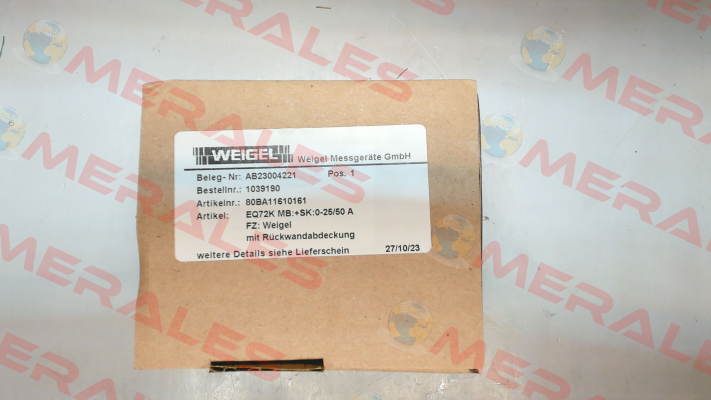 WEIGEL Weigel Messgeräte GmbH
Beleg- Nr: AB23004221 Pos. 1
Bestellnr.: 1039190
Artikelnr.: 80BA11610161
Artikel: EQ72K MB:+SK:0-25/50 A
FZ: Weigel
mit Rückwandabdeckung
weitere Details siehe Lieferschein 27/10/23
MERALES
MERALES
MERALES
MERALES
MERALES